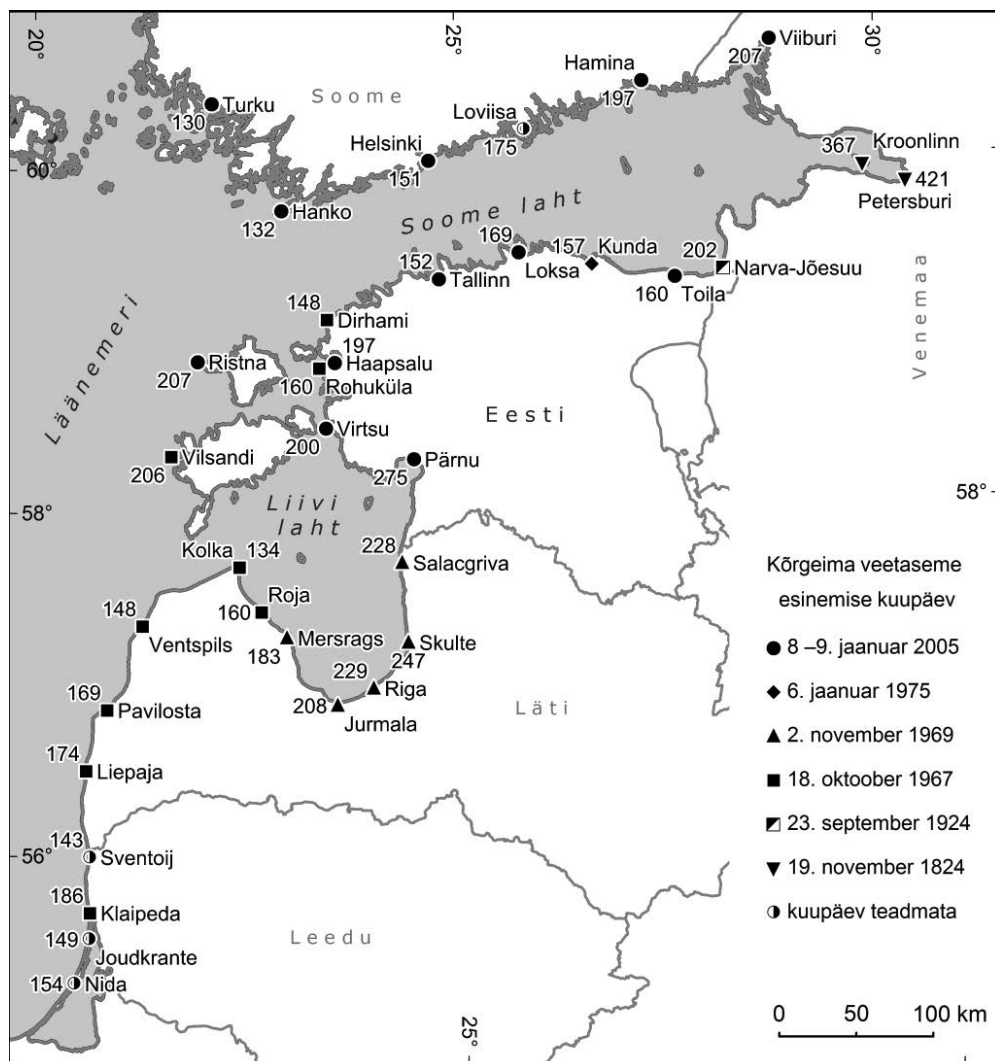 20°
25°
30°
Viiburi
207
Hamina
197
Soome
Turku
130
Loviisa
175
Helsinki
151
Kroonlinn
367
421
Petersburi
60°
Hanko
132
Soome laht
169
Loksa
157
Kunda
202
Narva-Jõesuu
152
Tallinn
160
Toila
Venemaa
148
Dirhami
197
Haapsalu
Ristna
207
160
Rohuküla
Läänemeri
Eesti
Virtsu
200
Vilsandi
206
Pärnu
275
58°
58°
Liivi
laht
Kolka
134
228
Salacgriva
Roja
160
148
Ventspils
Mersrags
183
Skulte
247
229
Riga
208
Jurmala
169
Pavilosta
Läti
174
Liepaja
143
56°
Sventoij
186
Klaipeda
149
Joudkrante
154
Nida
Leedu
25°
Kõrgeima veetaseme
esinemise kuupäev
8 –9. jaanuar 2005
6. jaanuar 1975
2. november 1969
18. oktoober 1967
23. september 1924
19. november 1824
kuupäev teadmata
0 50 100 km